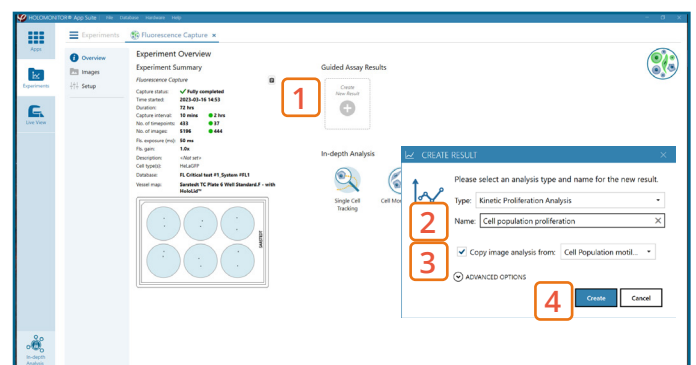 HOLOMONITOR® App Suite File Database Hardware Help
Apps
Experiments
Live View
In-depth
Analysis
Experiments Fluorescence Capture ×
Overview
Images
Setup
Experiment Overview
Experiment Summary
Fluorescence Capture
Capture status: Fully completed
Time started: 2023-03-16 14:53
Duration: 72 hrs
Capture interval: 10 mins 2 hrs
No. of timepoints: 433 37
No. of images: 5196 444
Fls. exposure (ms): 50 ms
Fls. gain: 1.0x
Description: <Not set>
Cell type(s): HeLaGFP
Database: FL Critical test #1_System #FL1
Vessel map: Sarstedt TC Plate 6 Well Standard.F - with
HoloLid™
SARSTEDT
Guided Assay Results
1
Create
New Result
In-depth Analysis
Single Cell
Tracking
Cell Mo
CREATE RESULT
Please select an analysis type and name for the new result.
Type: Kinetic Proliferation Analysis
2
Name: Cell population proliferation
3
Copy image analysis from: Cell Population motil...
ADVANCED OPTIONS
4
Create Cancel